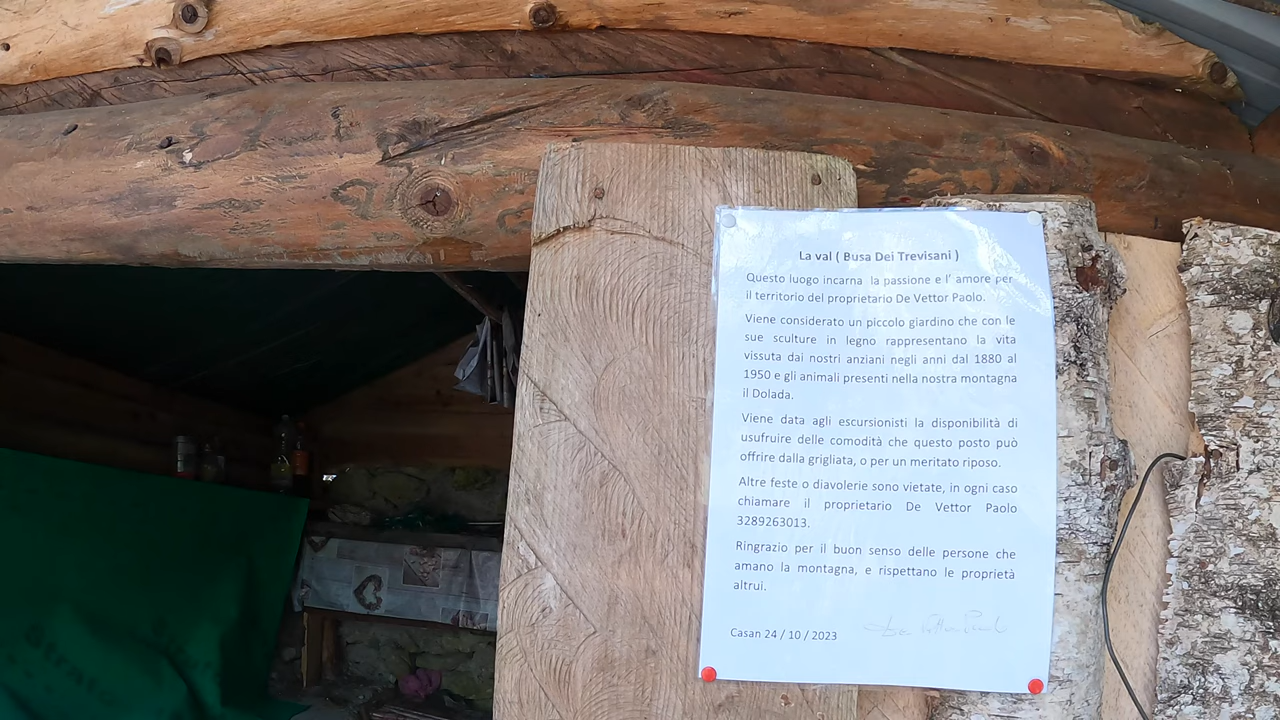 La val ( Busa Dei Trevisani )
Questo luogo incarna la passione e l' amore per
il territorio del proprietario De Vettor Paolo.
Viene considerato un piccolo giardino che con le
sue sculture in legno rappresentano la vita
vissuta dai nostri anziani negli anni dal 1880 al
1950 e gli animali presenti nella nostra montagna
il Dolada.
Viene data agli escursionisti la disponibilità di
usufruire delle comodità che questo posto può
offrire dalla grigliata, o per un meritato riposo.
Altre feste o diavolerie sono vietate, in ogni caso
chiamare il proprietario De Vettor Paolo
3289263013.
Ringrazio per il buon senso delle persone che
amano la montagna, e rispettano le proprietà
altrui.
Casan 24 / 10 / 2023